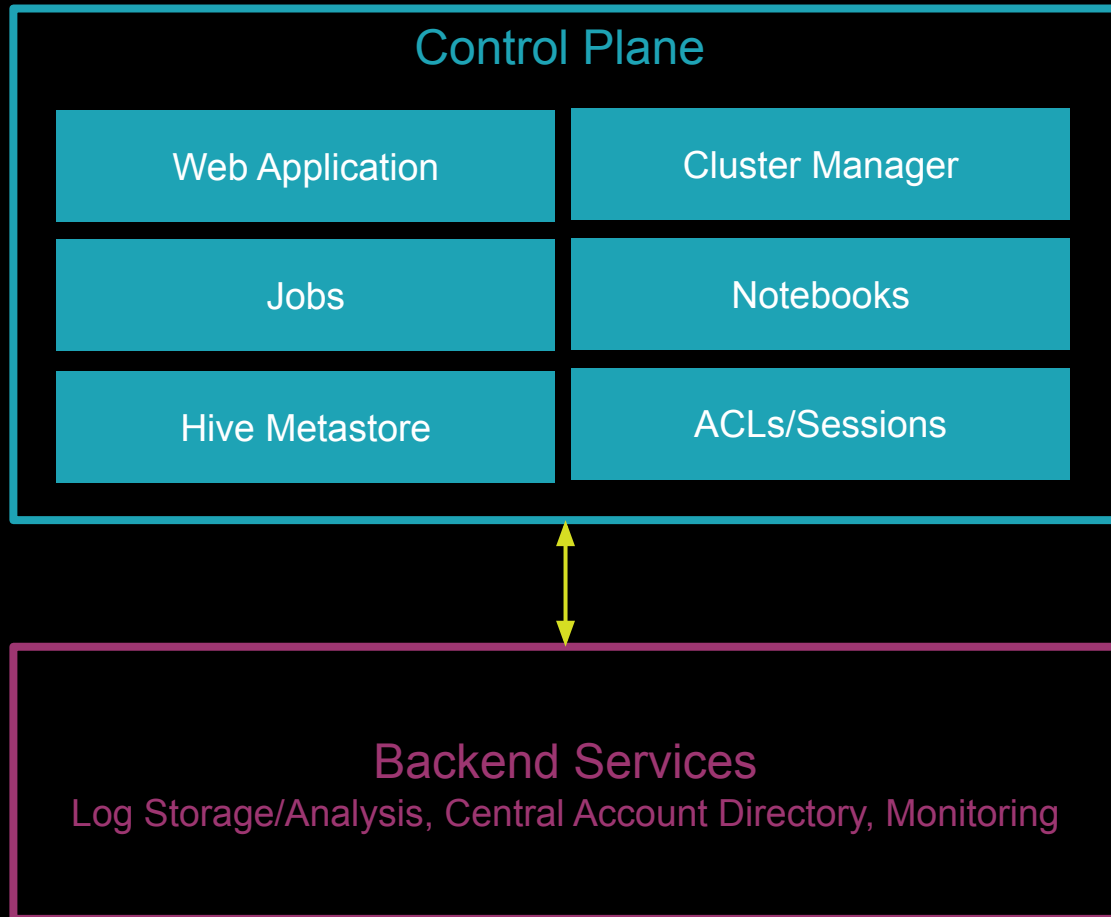 Control Plane
Web Application
Cluster Manager
Jobs
Notebooks
Hive Metastore
ACLs/Sessions
Backend Services
Log Storage/Analysis, Central Account Directory, Monitoring